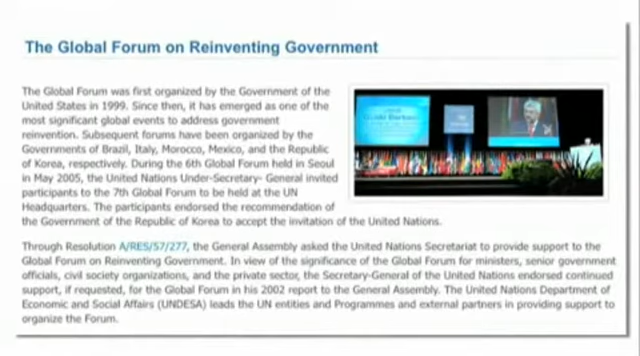 The Global Forum on Reinventing Government
The Global Forum was first organized by the Government of the
United States in 1999. Since then, it has emerged as one of the
most significant global events to address government
reinvention. Subsequent forums have been organized by the
Governments of Brazil, Italy, Morocco, Mexico, and the Republic
of Korea, respectively. During the 6th Global Forum held in Seoul
in May 2005, the United Nations Under-Secretary- General invited
participants to the 7th Global Forum to be held at the UN
Headquarters. The participants endorsed the recommendation of
the Government of the Republic of Korea to accept the invitation of the United Nations.
Through Resolution A/RES/57/277, the General Assembly asked the United Nations Secretariat to provide support to the
Global Forum on Reinventing Government. In view of the significance of the Global Forum for ministers, senior government
officials, civil society organizations, and the private sector, the Secretary-General of the United Nations endorsed continued
support, if requested, for the Global Forum in his 2002 report to the General Assembly. The United Nations Department of
Economic and Social Affairs (UNDESA) leads the UN entities and Programmes and external partners in providing support to
organize the Forum.